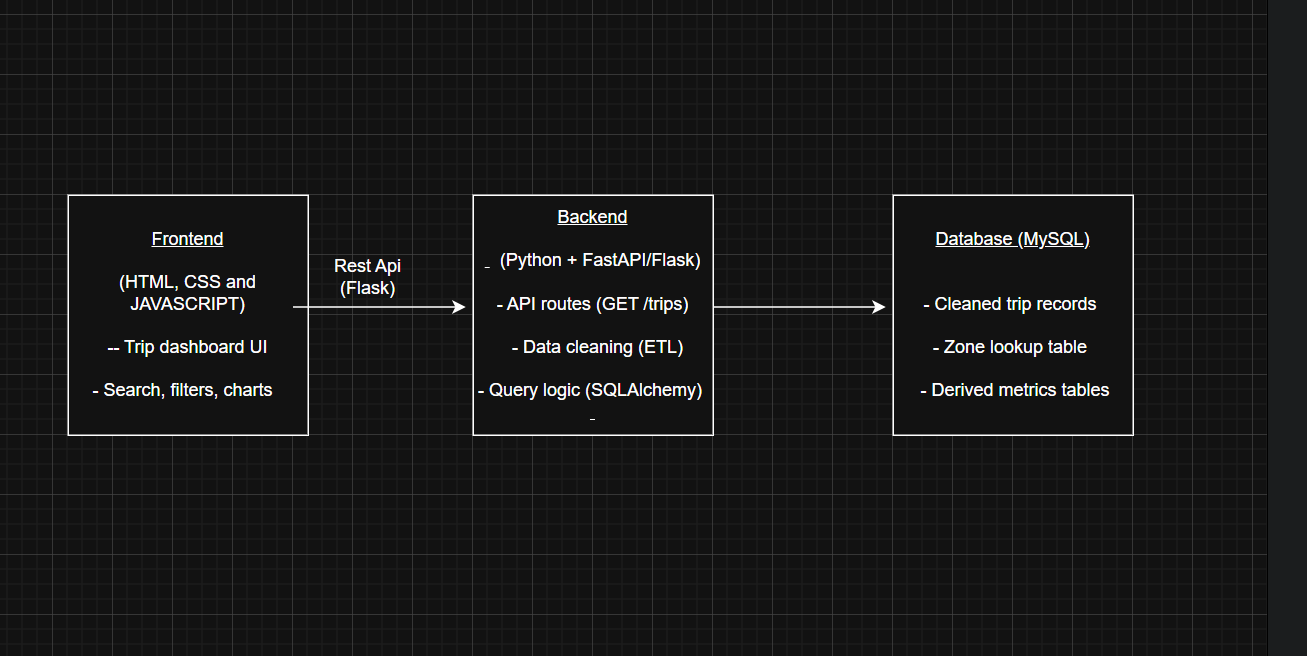 Frontend
(HTML, CSS and
JAVASCRIPT)
-- Trip dashboard UI
- Search, filters, charts
Rest Api
(Flask)
Backend
- (Python + FastAPI/Flask)
- API routes (GET /trips)
- Data cleaning (ETL)
- Query logic (SQLAlchemy)
-
Database (MySQL)
- Cleaned trip records
- Zone lookup table
- Derived metrics tables